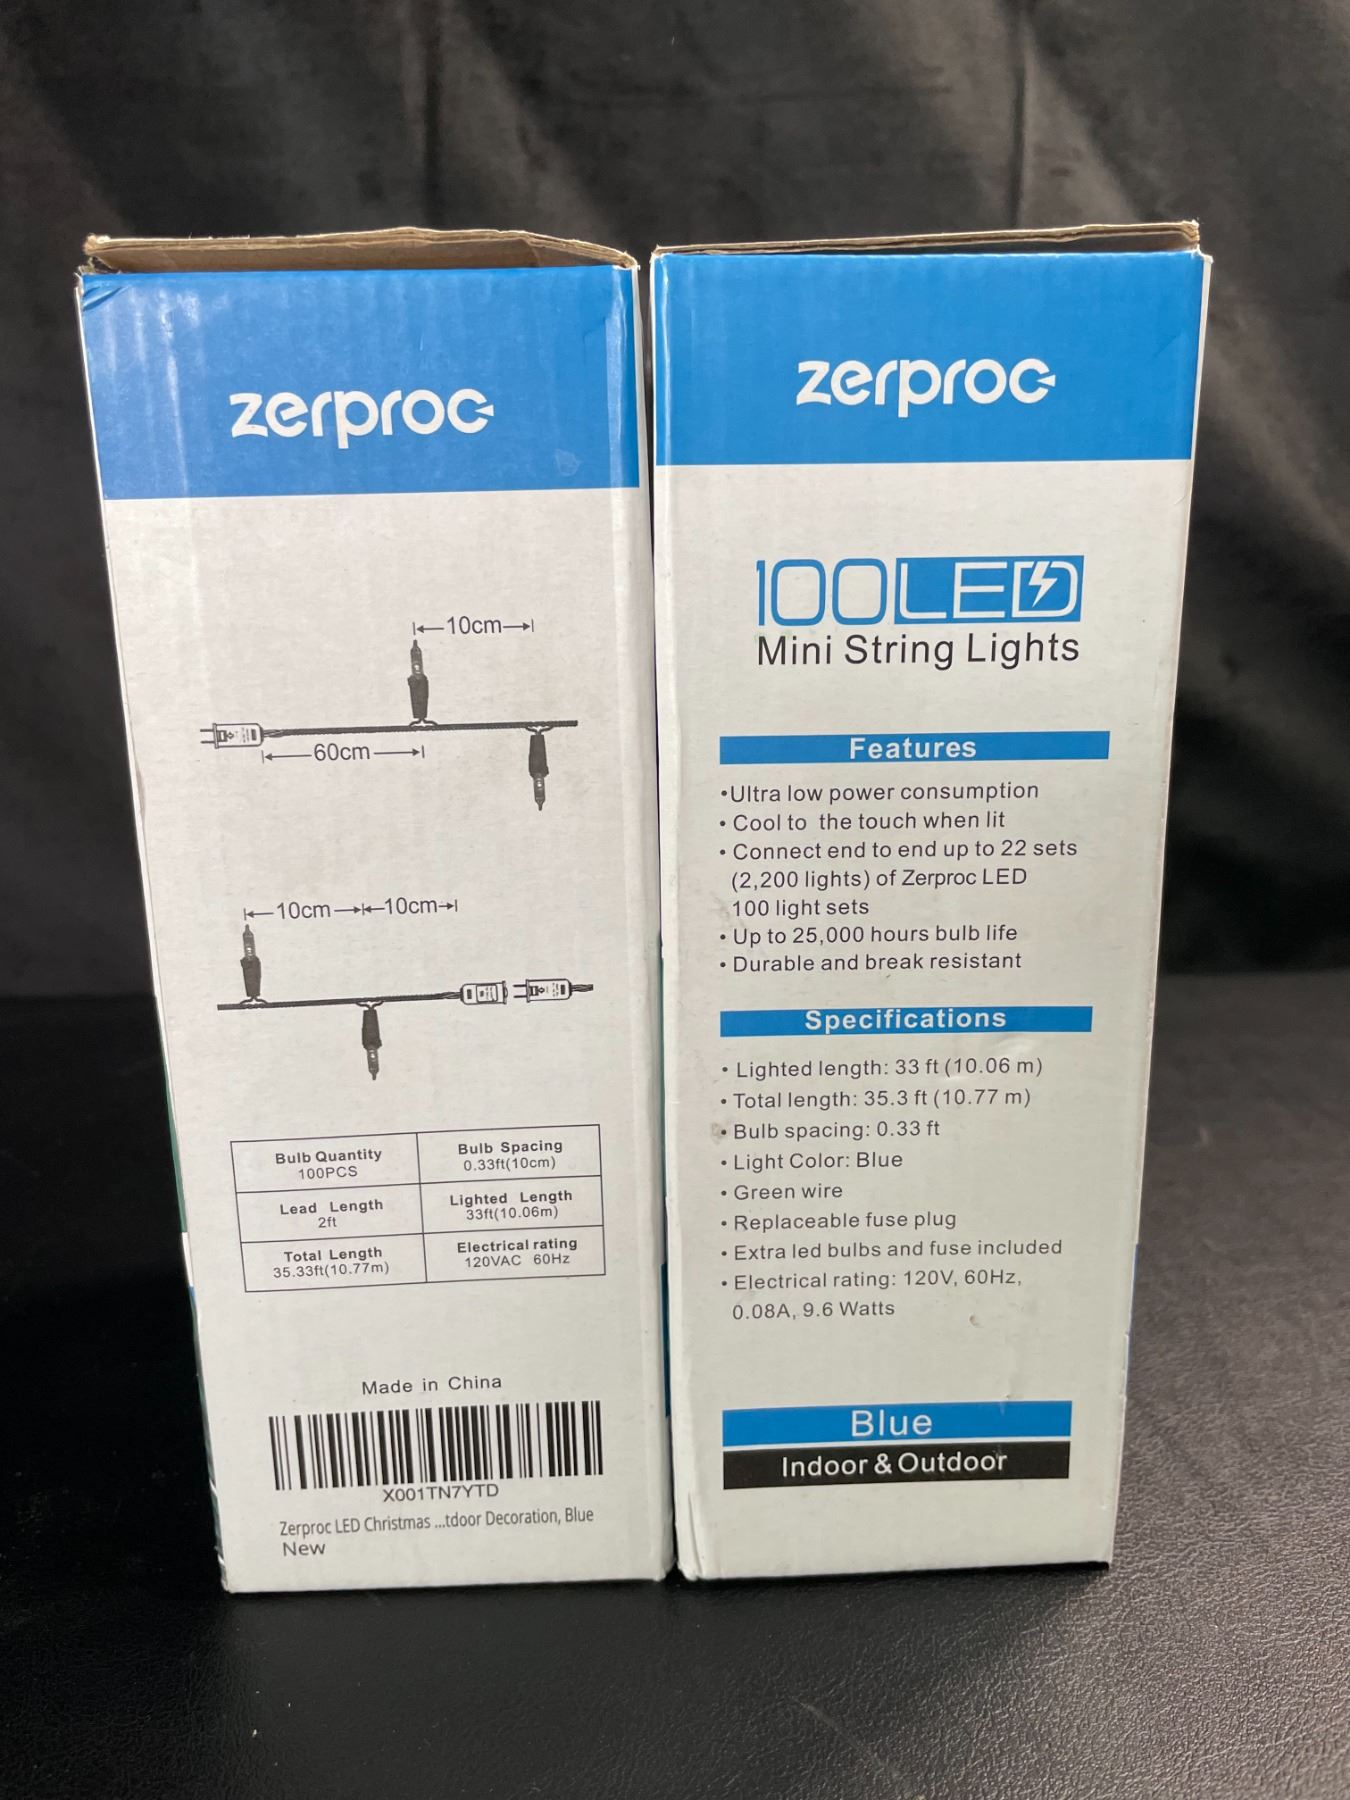 zerproc
10cm
60cm
10cm 10cm
Bulb Quantity
100PCS
Bulb Spacing
0.33ft(10cm)
Lead Length
2ft
Lighted Length
33ft(10.06m)
Total Length
35.33ft(10.77m)
Electrical rating
120VAC 60Hz
Made in China
X001TN7YTD
Zerproc LED Christmas ...tdoor Decoration, Blue
New
zerproc
100LED
Mini String Lights
Features
•Ultra low power consumption
• Cool to the touch when lit
• Connect end to end up to 22 sets
(2,200 lights) of Zerproc LED
100 light sets
• Up to 25,000 hours bulb life
• Durable and break resistant
Specifications
• Lighted length: 33 ft (10.06 m)
• Total length: 35.3 ft (10.77 m)
• Bulb spacing: 0.33 ft
• Light Color: Blue
• Green wire
• Replaceable fuse plug
• Extra led bulbs and fuse included
• Electrical rating: 120V, 60Hz,
0.08A, 9.6 Watts
Blue
Indoor & Outdoor